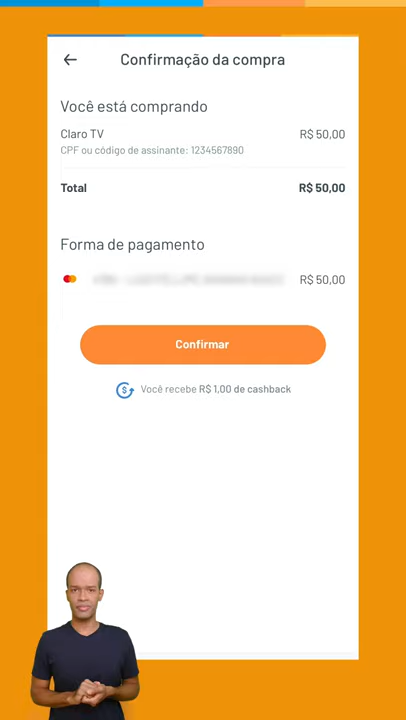 Confirmação da compra
Você está comprando
Claro TV R$ 50,00
CPF ou código de assinante: 1234567890
Total R$ 50,00
Forma de pagamento
R$ 50,00
Confirmar
Você recebe R$ 1,00 de cashback